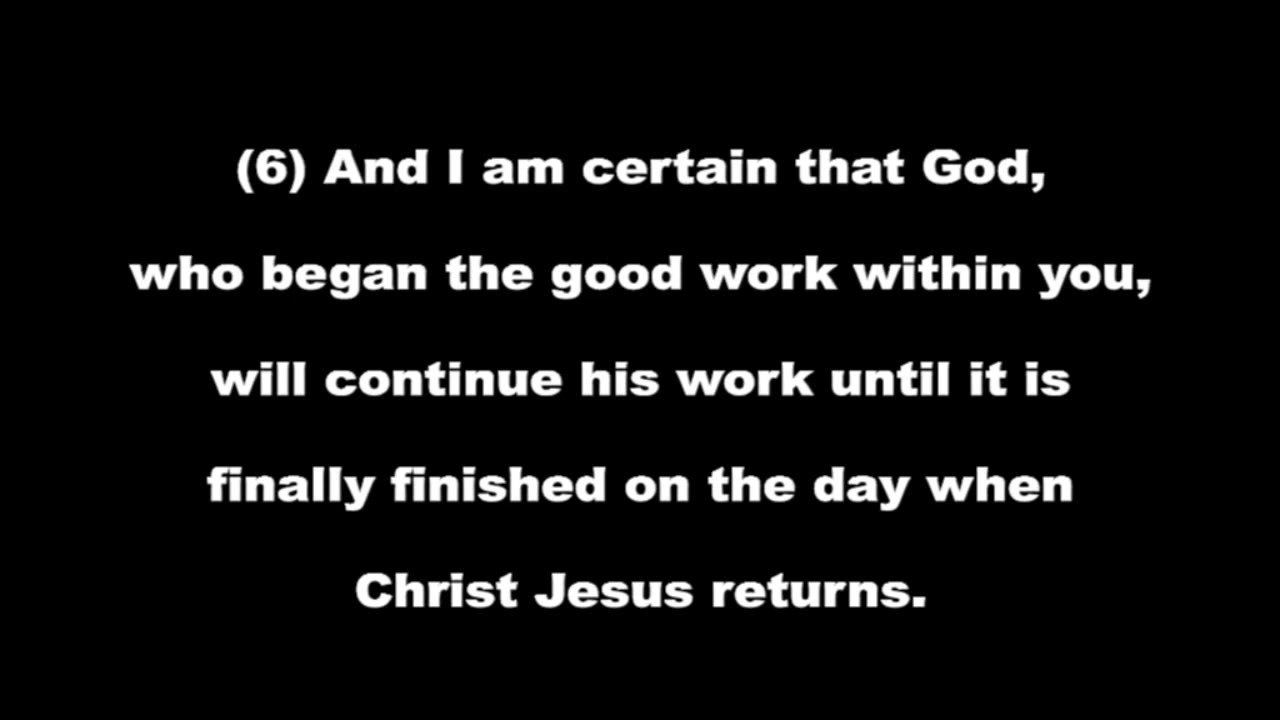 (6) And I am certain that God,
who began the good work within you,
will continue his work until it is
finally finished on the day when
Christ Jesus returns.